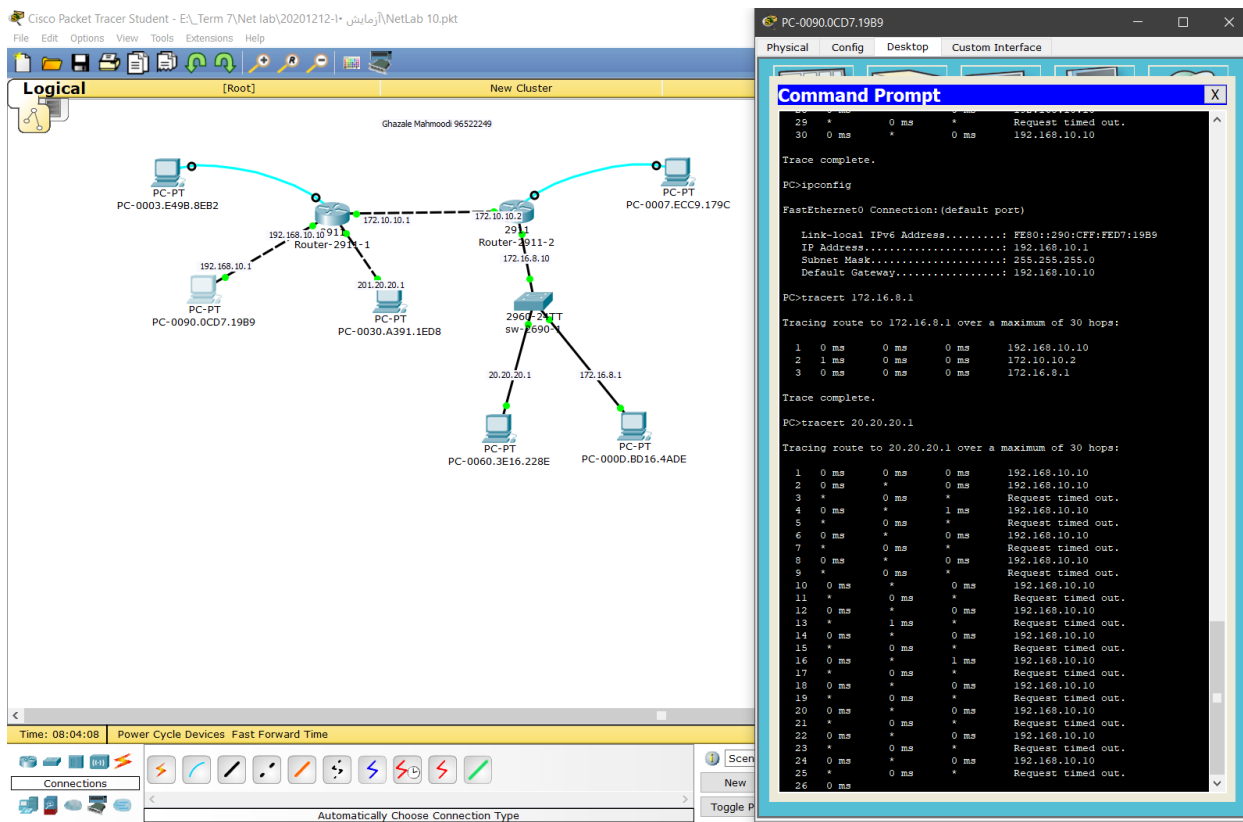 Cisco Packet Tracer Student - E:\_Term 7\Net lab\20201212-آزمایش ۱۰\NetLab 10.pkt
File Edit Options View Tools Extensions Help
Logical
[Root]
New Cluster
Ghazale Mahmoodi 96522249
PC-PT
PC-0003.E49B.8EB2
PC-PT
PC-0007.ECC9.179C
172.10.10.1
172.10.10.2
2911
Router-2911-1
2911
Router-2911-2
192.168.10.10
172.16.8.10
192.168.10.1
201.20.20.1
PC-PT
PC-0090.0CD7.19B9
PC-PT
PC-0030.A391.1ED8
2960-24TT
sw-2690-1
20.20.20.1
172.16.8.1
PC-PT
PC-0060.3E16.228E
PC-PT
PC-000D.BD16.4ADE
Time: 08:04:08 Power Cycle Devices Fast Forward Time
Connections
Automatically Choose Connection Type
Scen
New
Toggle P
PC-0090.0CD7.19B9
Physical Config Desktop Custom Interface
Command Prompt X
29 * 0 ms * Request timed out.
30 0 ms * 0 ms 192.168.10.10
Trace complete.
PC>ipconfig
FastEthernet0 Connection:(default port)
Link-local IPv6 Address.........: FE80::290:CFF:FED7:19B9
IP Address......................: 192.168.10.1
Subnet Mask.....................: 255.255.255.0
Default Gateway.................: 192.168.10.10
PC>tracert 172.16.8.1
Tracing route to 172.16.8.1 over a maximum of 30 hops:
1 0 ms 0 ms 0 ms 192.168.10.10
2 1 ms 0 ms 0 ms 172.10.10.2
3 0 ms 0 ms 0 ms 172.16.8.1
Trace complete.
PC>tracert 20.20.20.1
Tracing route to 20.20.20.1 over a maximum of 30 hops:
1 0 ms 0 ms 0 ms 192.168.10.10
2 0 ms * 0 ms 192.168.10.10
3 * 0 ms * Request timed out.
4 0 ms * 1 ms 192.168.10.10
5 * 0 ms * Request timed out.
6 0 ms * 0 ms 192.168.10.10
7 * 0 ms * Request timed out.
8 0 ms * 0 ms 192.168.10.10
9 * 0 ms * Request timed out.
10 0 ms * 0 ms 192.168.10.10
11 * 0 ms * Request timed out.
12 0 ms * 0 ms 192.168.10.10
13 * 1 ms * Request timed out.
14 0 ms * 0 ms 192.168.10.10
15 * 0 ms * Request timed out.
16 0 ms * 1 ms 192.168.10.10
17 * 0 ms * Request timed out.
18 0 ms * 0 ms 192.168.10.10
19 * 0 ms * Request timed out.
20 0 ms * 0 ms 192.168.10.10
21 * 0 ms * Request timed out.
22 0 ms * 0 ms 192.168.10.10
23 * 0 ms * Request timed out.
24 0 ms * 0 ms 192.168.10.10
25 * 0 ms * Request timed out.
26 0 ms